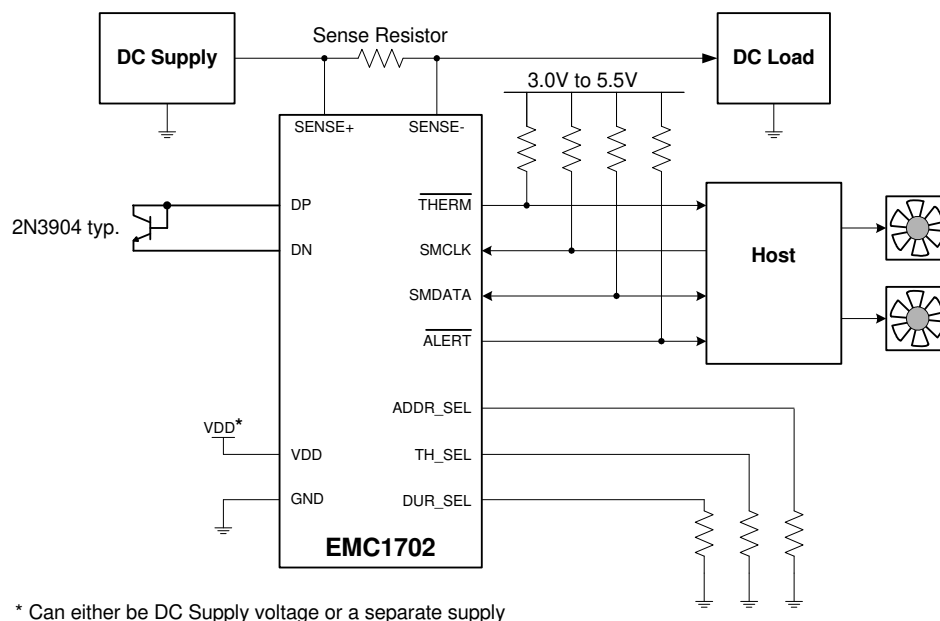 Sense Resistor
DC Supply
DC Load
3.0V to 5.5V
SENSE+
SENSE-
DP
THERM
2N3904 typ.
DN
SMCLK
Host
SMDATA
ALERT
ADDR_SEL
VDD*
VDD
TH_SEL
GND
DUR_SEL
EMC1702
* Can either be DC Supply voltage or a separate supply